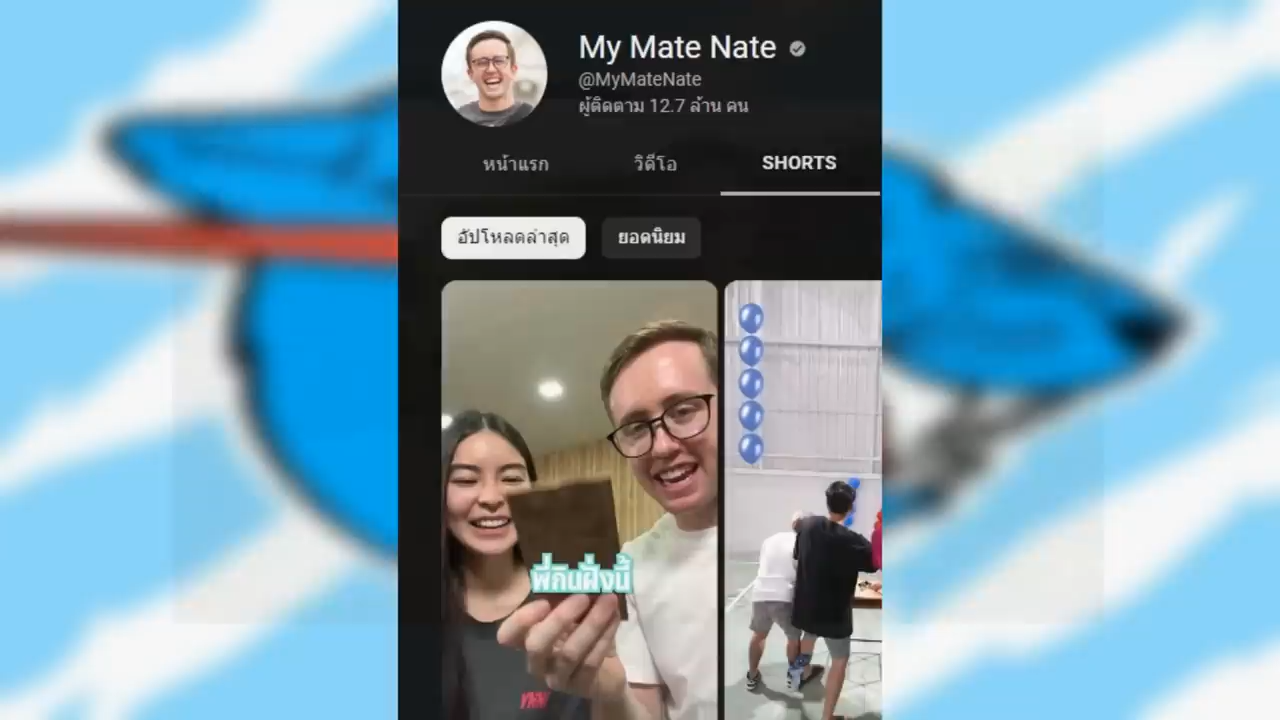 My Mate Nate
@MyMateNate
ผู้ติดตาม 12.7 ล้าน คน
หน้าแรก วิดีโอ SHORTS
อัปโหลดล่าสุด ยอดนิยม
พี่กินฝั่งนี้